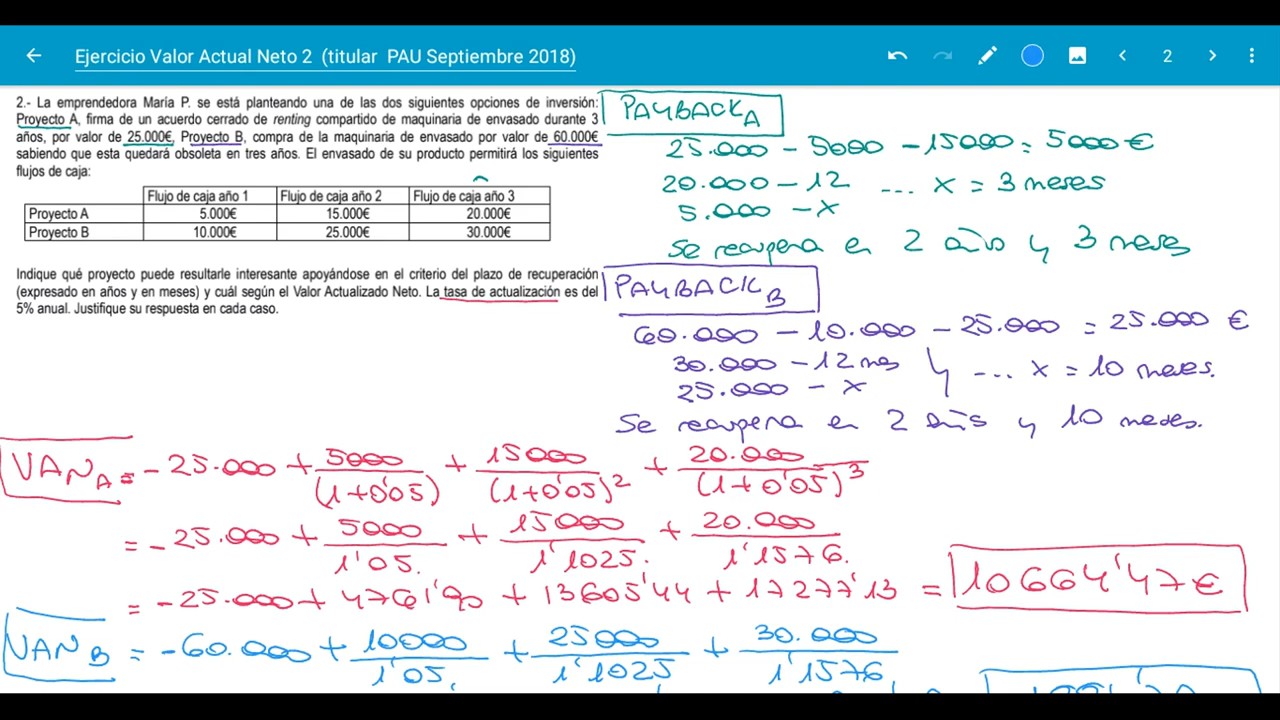 Ejercicio Valor Actual Neto 2 (titular PAU Septiembre 2018)
2
2.- La emprendedora María P. se está planteando una de las dos siguientes opciones de inversión:
Proyecto A, firma de un acuerdo cerrado de renting compartido de maquinaria de envasado durante 3
años, por valor de 25.000€, Proyecto B, compra de la maquinaria de envasado por valor de 60.000€
sabiendo que esta quedará obsoleta en tres años. El envasado de su producto permitirá los siguientes
flujos de caja:
Flujo de caja año 1 Flujo de caja año 2 Flujo de caja año 3
Proyecto A 5.000€ 15.000€ 20.000€
Proyecto B 10.000€ 25.000€ 30.000€
Indique qué proyecto puede resultarle interesante apoyándose en el criterio del plazo de recuperación
(expresado en años y en meses) y cuál según el Valor Actualizado Neto. La tasa de actualización es del
5% anual. Justifique su respuesta en cada caso.
PAYBACK A
25.000 - 5000 - 15000 = 5000 €
20.000 - 12 ... x = 3 meses
5.000 - x
Se recupera en 2 años y 3 meses
PAYBACK B
60.000 - 10.000 - 25.000 = 25.000 €
30.000 - 12 mes
25.000 - x ... x = 10 meses.
Se recupera en 2 años y 10 meses.
VAN A = -25.000 + 5000/(1+0'05) + 15000/(1+0'05)² + 20.000/(1+0'05)³
= -25.000 + 5000/1'05. + 15000/1'1025. + 20.000/1'1576.
= -25.000 + 4761'90 + 13605'44 + 17277'13 = 10664'47€
VAN B = -60.000 + 10000/1'05. + 25000/1'1025 + 30.000/1'1576